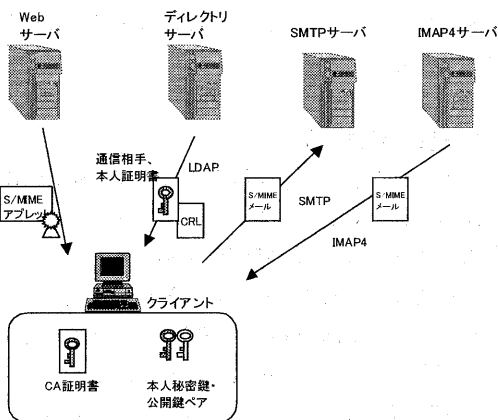 Web
サーバ
ディレクトリ
サーバ
SMTPサーバ
IMAP4サーバ
通信相手、
本人証明書
LDAP
S/MIME
アプレット
CRL
S/MIME
メール
SMTP
S/MIME
メール
IMAP4
クライアント
CA証明書
本人秘密鍵・
公開鍵ペア